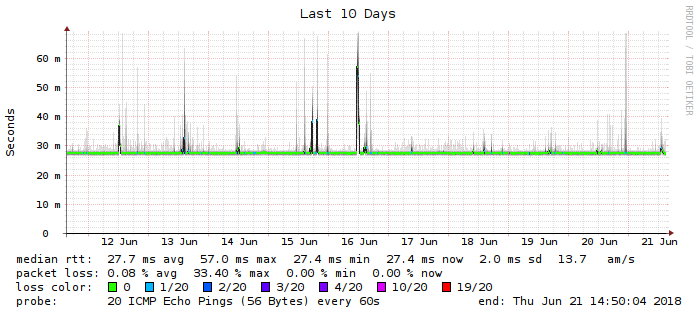 Last 10 Days
RRDTOOL / TOBI OETIKER
Seconds
60 m
50 m
40 m
30 m
20 m
10 m
0
12 Jun 13 Jun 14 Jun 15 Jun 16 Jun 17 Jun 18 Jun 19 Jun 20 Jun 21 Jun
median rtt: 27.7 ms avg 57.0 ms max 27.4 ms min 27.4 ms now 2.0 ms sd 13.7 am/s
packet loss: 0.08 % avg 33.40 % max 0.00 % min 0.00 % now
loss color: 0 1/20 2/20 3/20 4/20 10/20 19/20
probe: 20 ICMP Echo Pings (56 Bytes) every 60s end: Thu Jun 21 14:50:04 2018